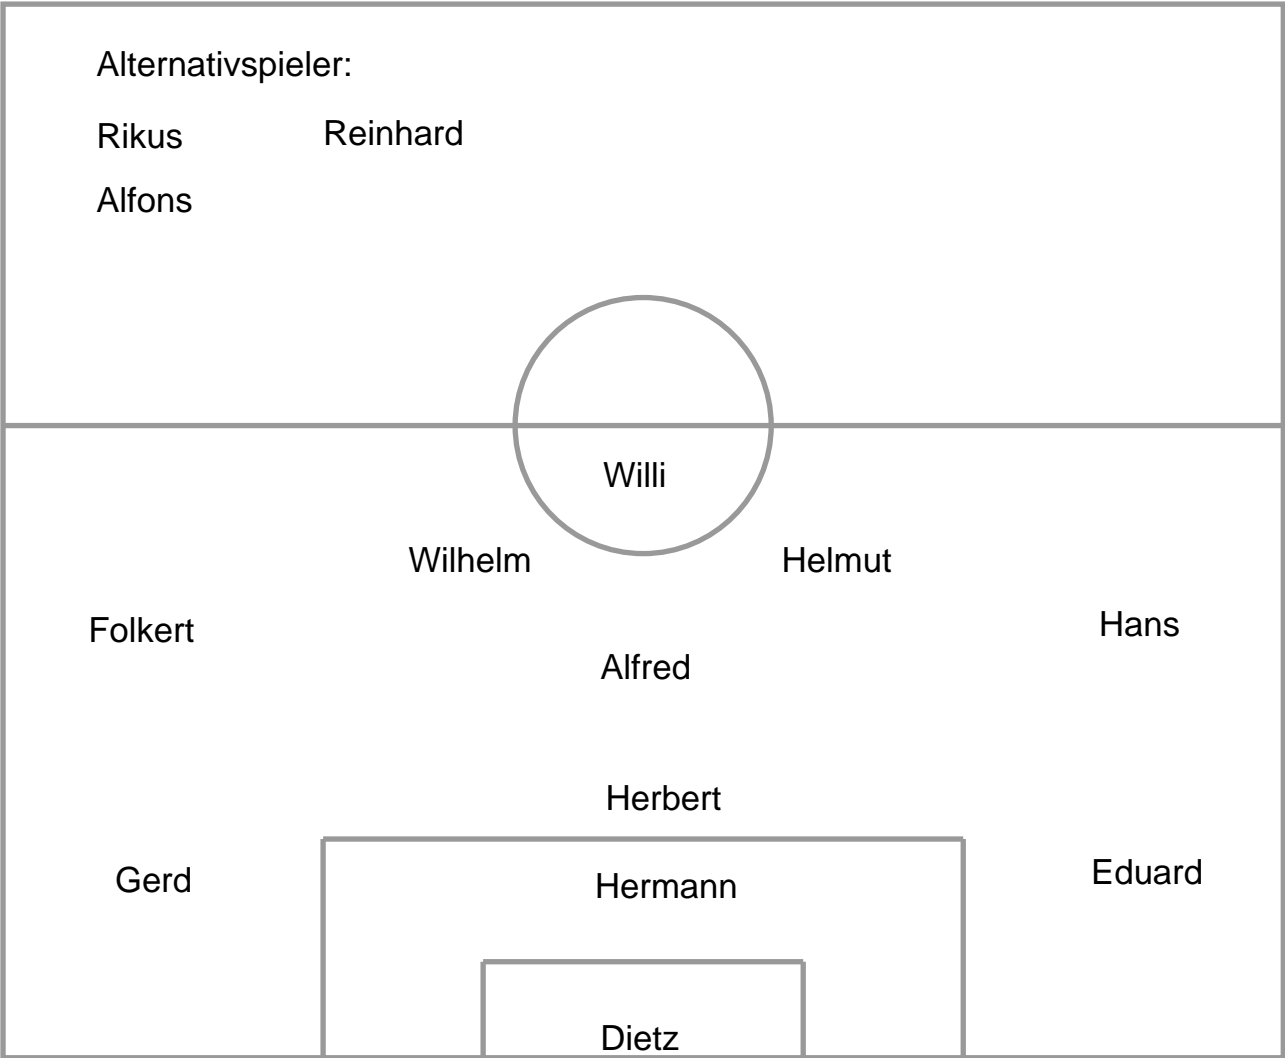 Alternativspieler:
Rikus Reinhard
Alfons
Willi
Wilhelm Helmut
Folkert Hans
Alfred
Herbert
Gerd Hermann Eduard
Dietz